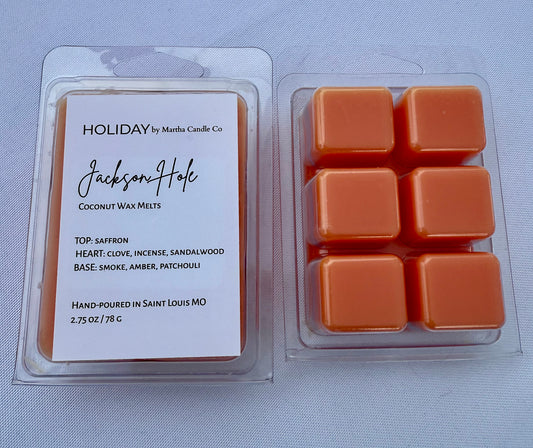 HOLIDAY by Martha Candle Co
Jackson Hole
Coconut Wax Melts
TOP: SAFFRON
HEART: CLOVE, INCENSE, SANDALWOOD
BASE: SMOKE, AMBER, PATCHOULI
Hand-poured in Saint Louis MO
2.75 oz / 78 g